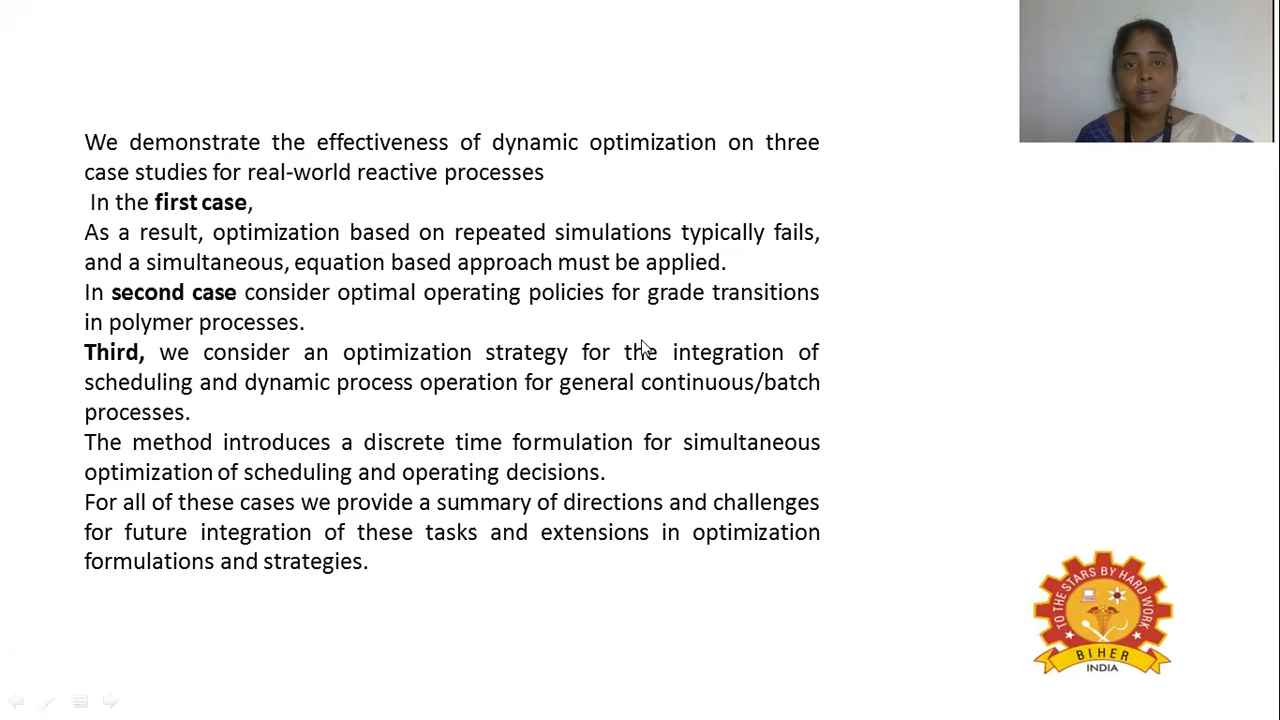 We demonstrate the effectiveness of dynamic optimization on three
case studies for real-world reactive processes
In the first case,
As a result, optimization based on repeated simulations typically fails,
and a simultaneous, equation based approach must be applied.
In second case consider optimal operating policies for grade transitions
in polymer processes.
Third, we consider an optimization strategy for the integration of
scheduling and dynamic process operation for general continuous/batch
processes.
The method introduces a discrete time formulation for simultaneous
optimization of scheduling and operating decisions.
For all of these cases we provide a summary of directions and challenges
for future integration of these tasks and extensions in optimization
formulations and strategies.
TO THE STARS BY HARD WORK
BIHER
INDIA